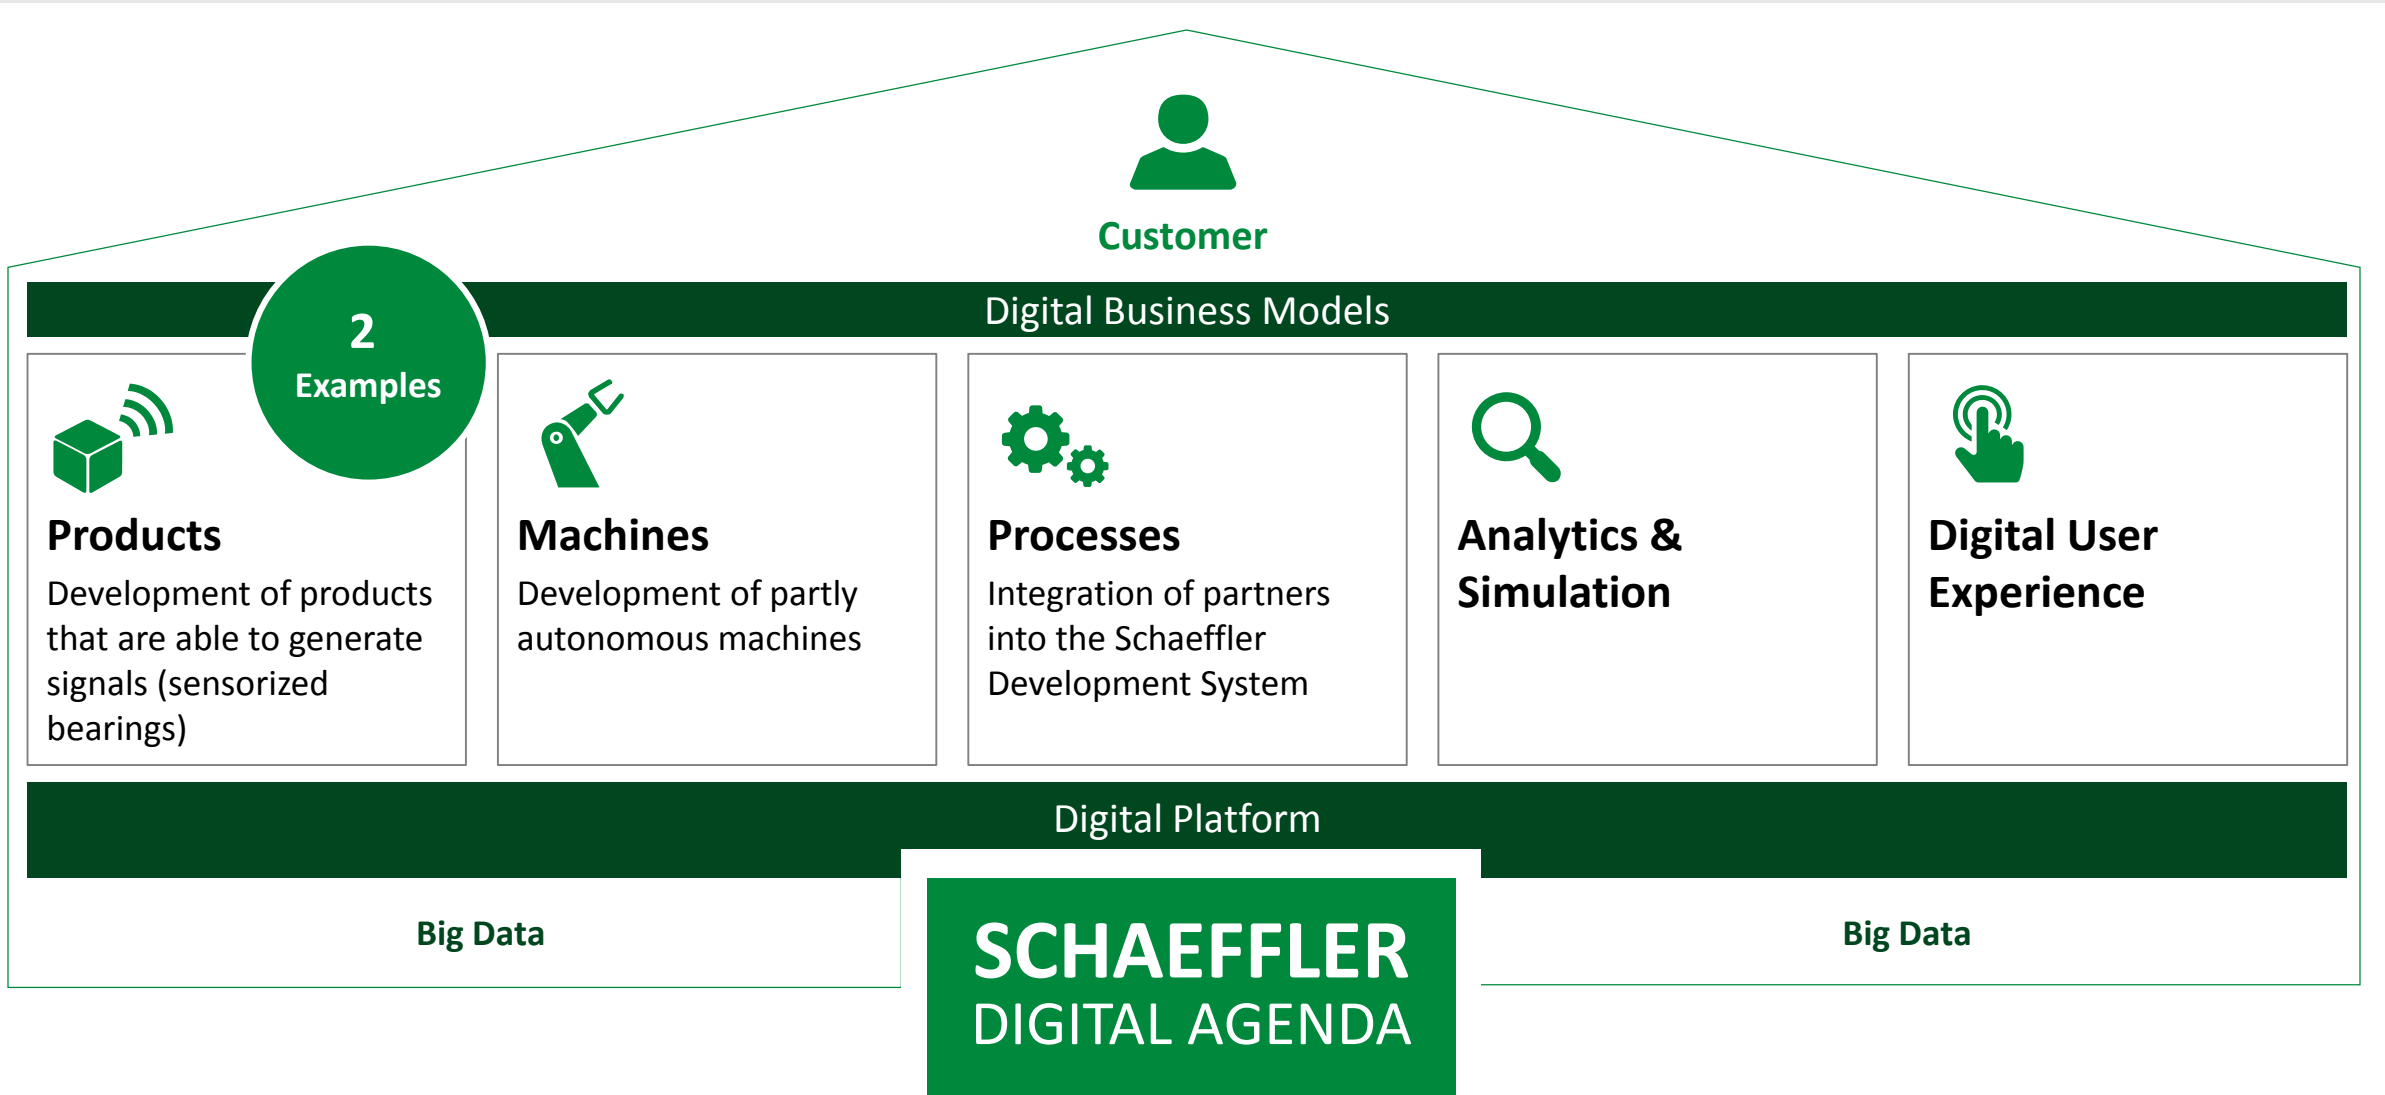 Customer
Digital Business Models
2
Examples
Products
Development of products
that are able to generate
signals (sensorized
bearings)
Machines
Development of partly
autonomous machines
Processes
Integration of partners
into the Schaeffler
Development System
Analytics &
Simulation
Digital User
Experience
Digital Platform
Big Data
SCHAEFFLER
DIGITAL AGENDA
Big Data